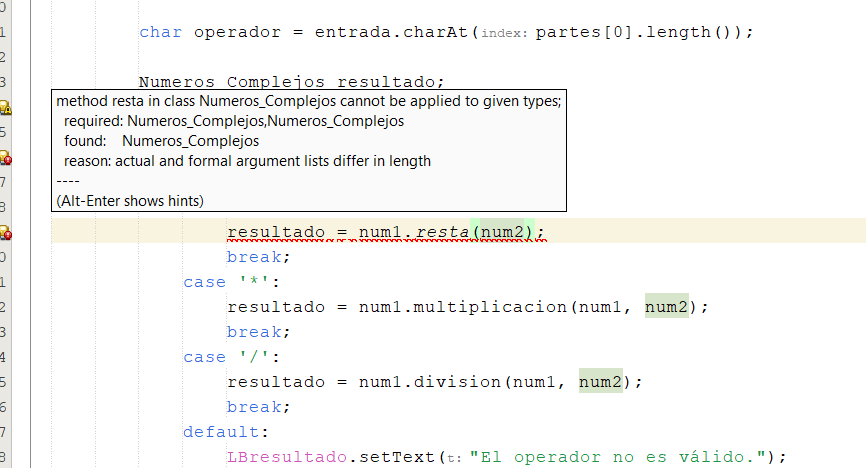 0
1 char operador = entrada.charAt(index: partes[0].length());
2
3 Numeros_Complejos resultado;
method resta in class Numeros_Complejos cannot be applied to given types;
required: Numeros_Complejos,Numeros_Complejos
found: Numeros_Complejos
reason: actual and formal argument lists differ in length
----
(Alt-Enter shows hints)
5
7
8
resultado = num1.resta(num2);
0 break;
1 case '*':
2 resultado = num1.multiplicacion(num1, num2);
3 break;
4 case '/':
5 resultado = num1.division(num1, num2);
6 break;
7 default:
8 LBresultado.setText(t: "El operador no es válido.");